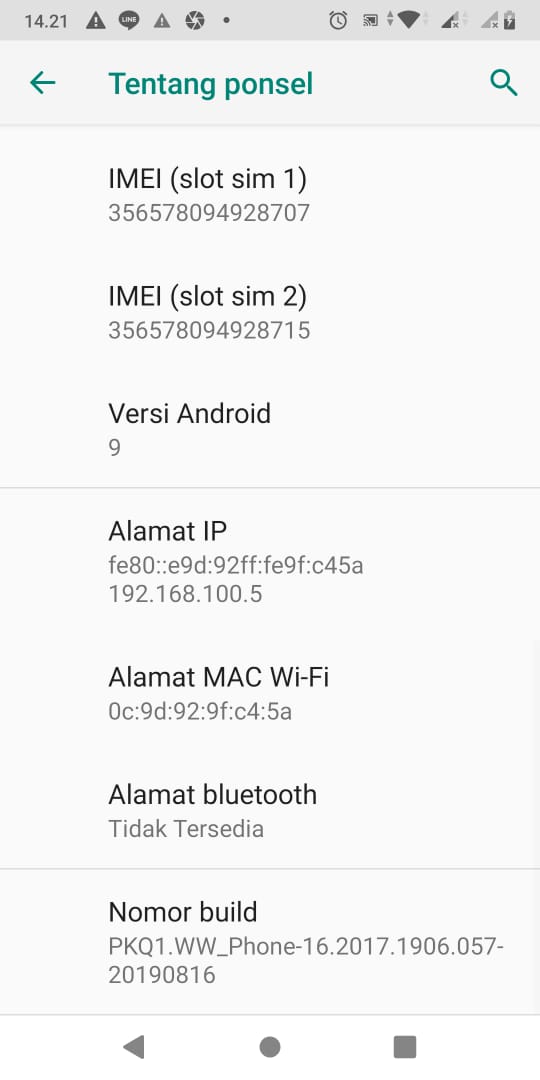 14.21
LINE
Tentang ponsel
IMEI (slot sim 1)
356578094928707
IMEI (slot sim 2)
356578094928715
Versi Android
9
Alamat IP
fe80::e9d:92ff:fe9f:c45a
192.168.100.5
Alamat MAC Wi-Fi
0c:9d:92:9f:c4:5a
Alamat bluetooth
Tidak Tersedia
Nomor build
PKQ1.WW_Phone-16.2017.1906.057-
20190816